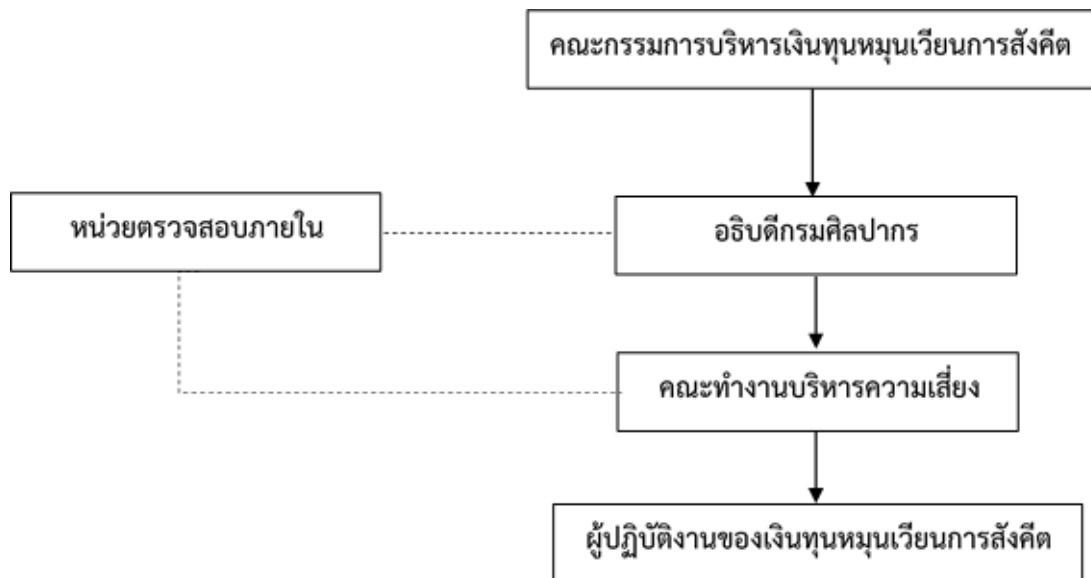 คณะกรรมการบริหารเงินทุนหมุนเวียนการสังคีต
หน่วยตรวจสอบภายใน
อธิบดีกรมศิลปากร
คณะทำงานบริหารความเสี่ยง
ผู้ปฏิบัติงานของเงินทุนหมุนเวียนการสังคีต